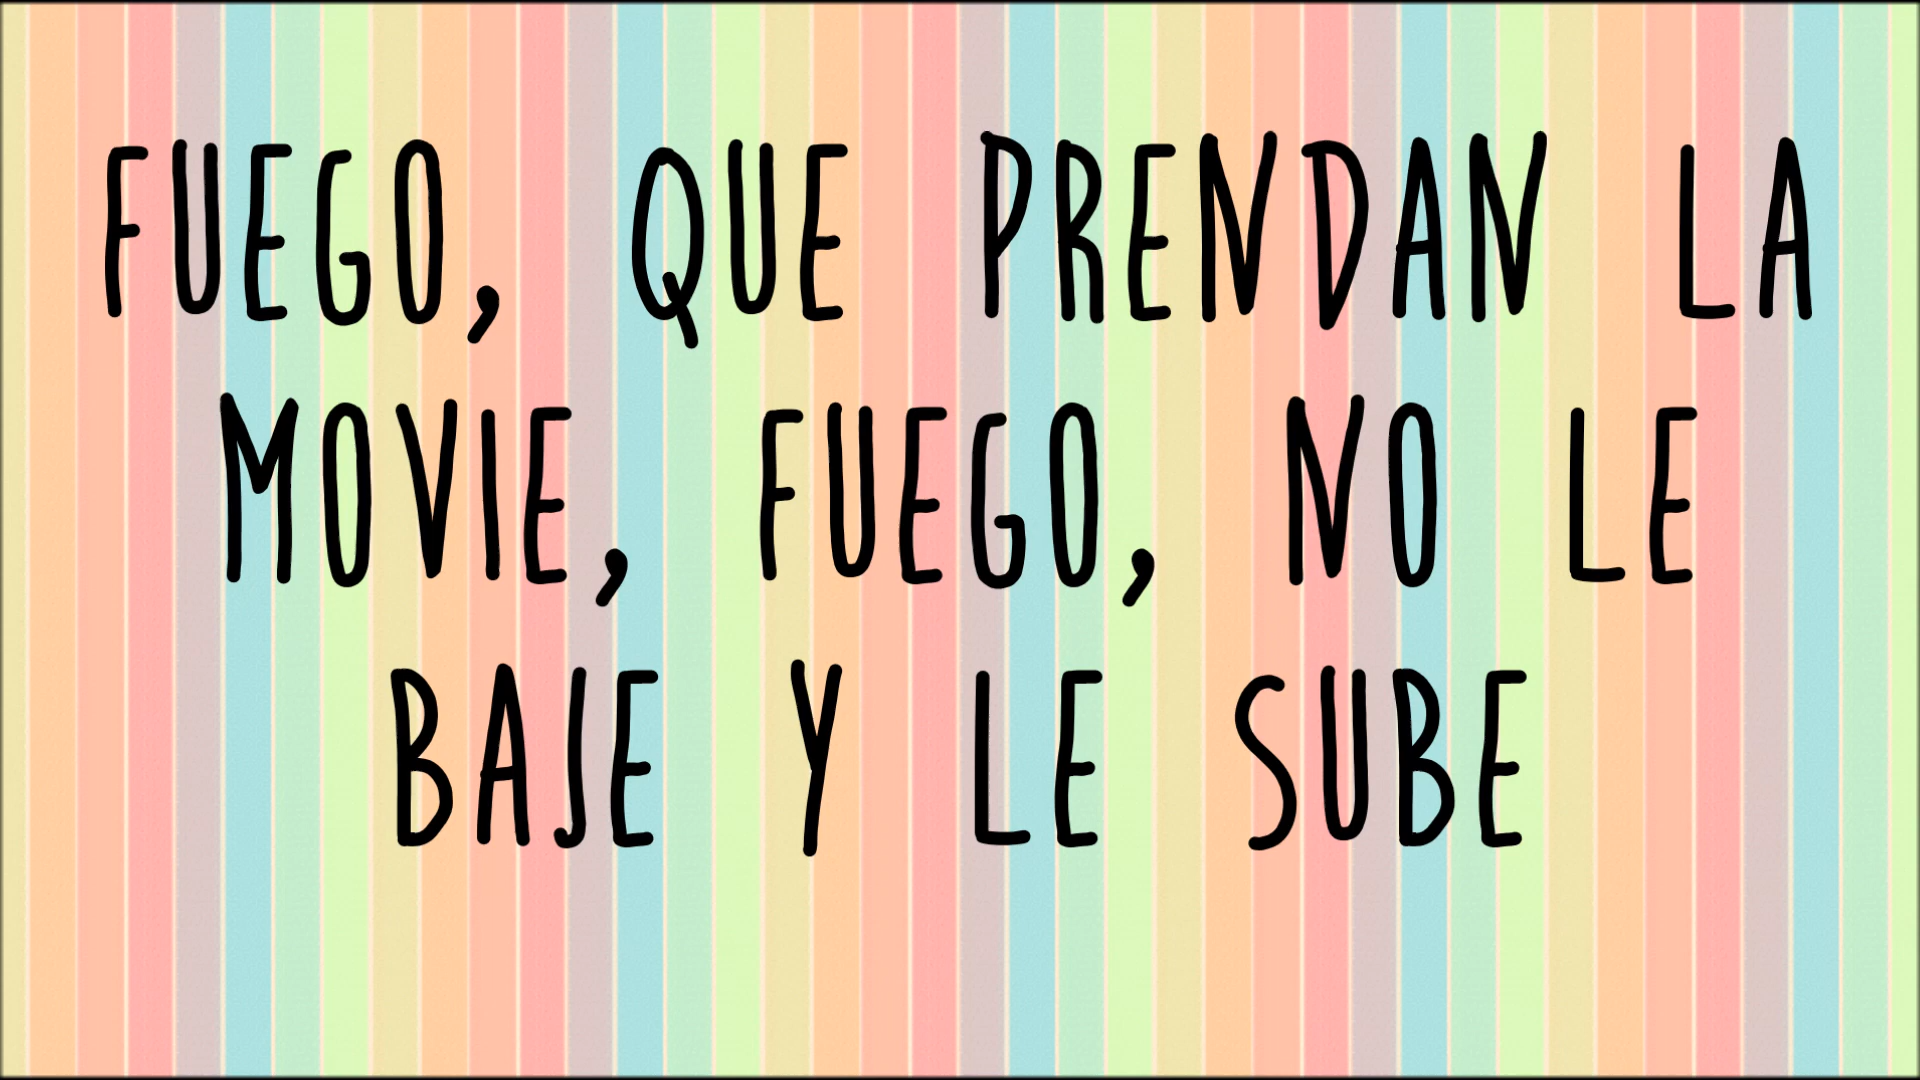 FUEGO, QUE PRENDAN LA
MOVIE, FUEGO, NO LE
BAJE Y LE SUBE